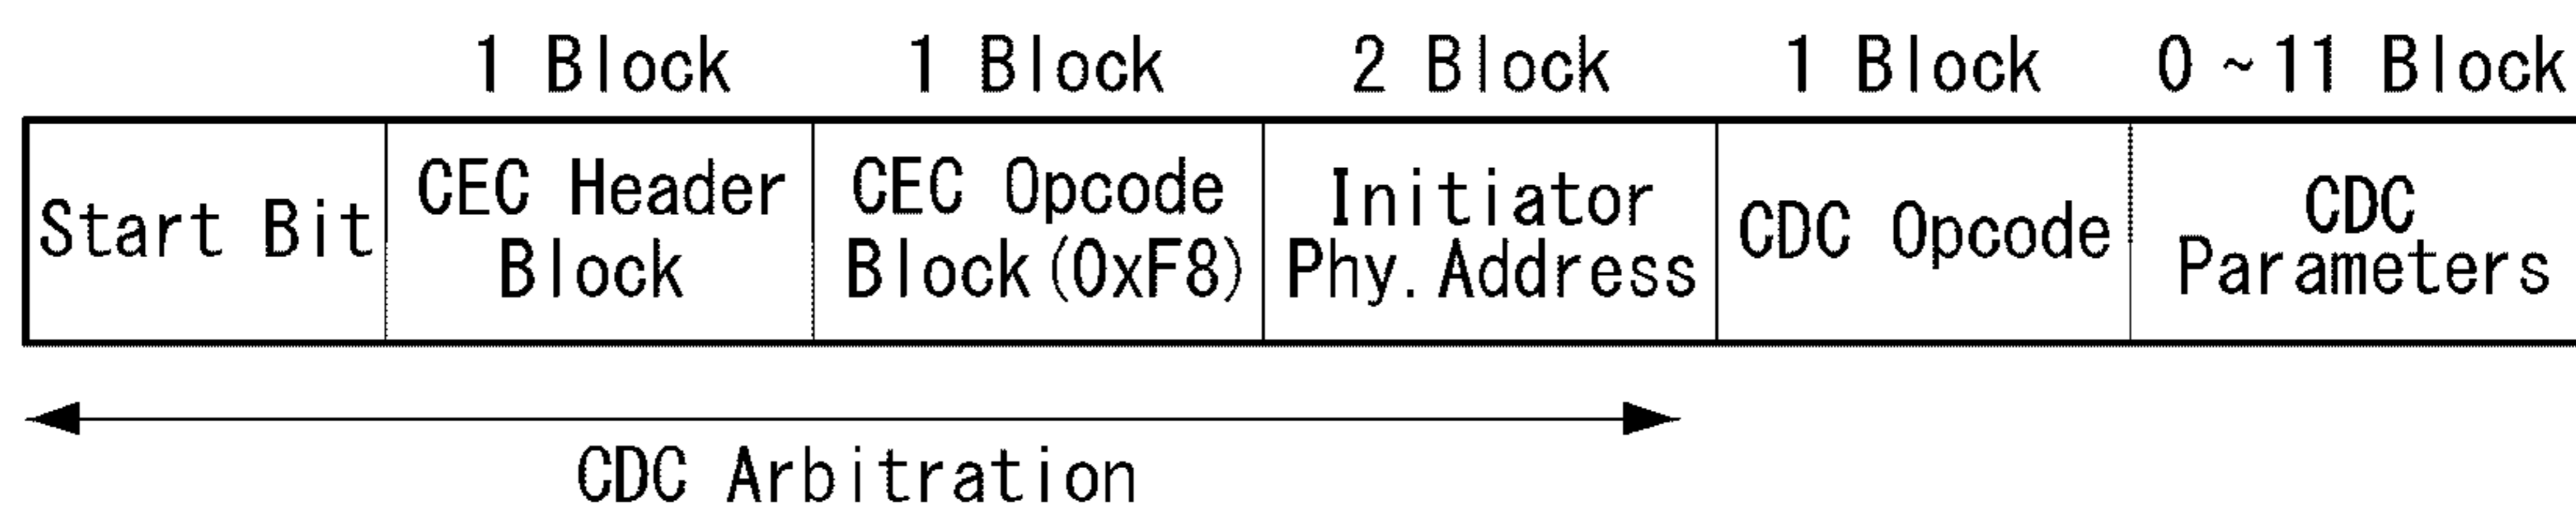 1 Block 1 Block 2 Block 1 Block 0 ~ 11 Block
Start Bit
CEC Header
Block
CEC Opcode
Block (0xF8)
Initiator
Phy. Address
CDC Opcode
CDC
Parameters
CDC Arbitration